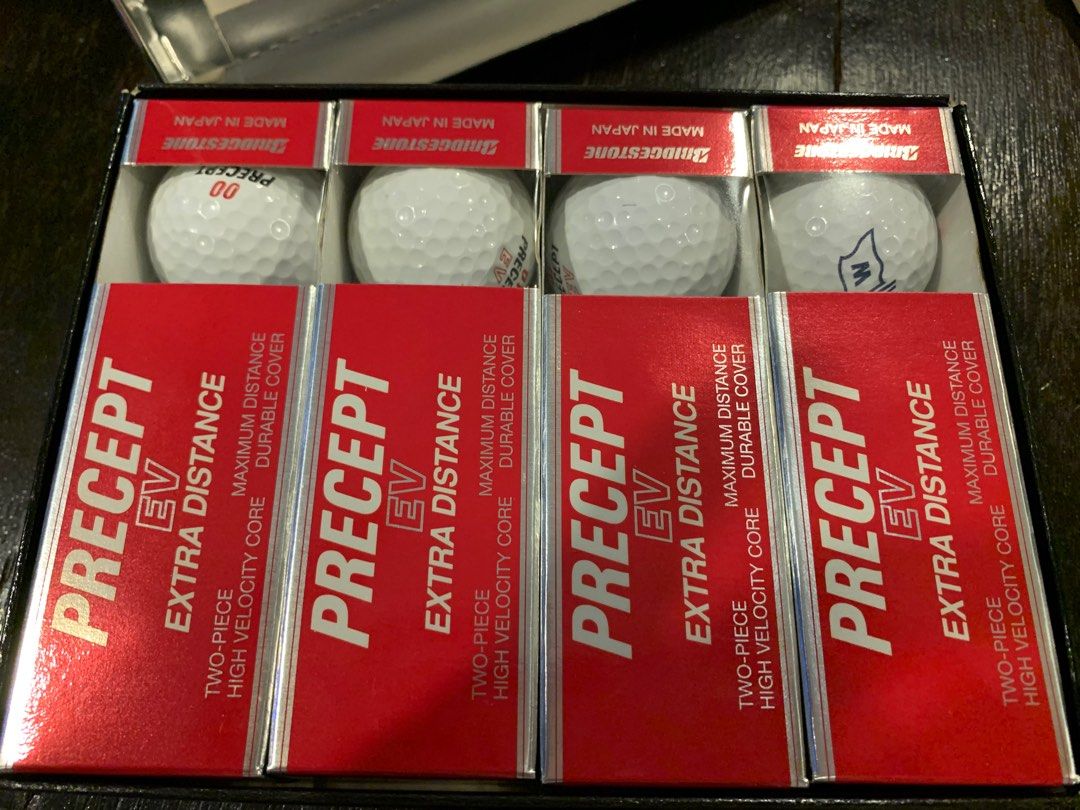 MADE IN JAPAN
BRIDGESTONE
PRECEPT
00
PRECEPT
EV
EXTRA DISTANCE
TWO-PIECE MAXIMUM DISTANCE
HIGH VELOCITY CORE DURABLE COVER
MADE IN JAPAN
BRIDGESTONE
EV
PRECEPT
EV
EXTRA DISTANCE
TWO-PIECE MAXIMUM DISTANCE
HIGH VELOCITY CORE DURABLE COVER
MADE IN JAPAN
BRIDGESTONE
PRECEPT
EV
EXTRA DISTANCE
TWO-PIECE MAXIMUM DISTANCE
HIGH VELOCITY CORE DURABLE COVER
MADE IN JAPAN
BRIDGESTONE
PRECEPT
EV
EXTRA DISTANCE
TWO-PIECE MAXIMUM DISTANCE
HIGH VELOCITY CORE DURABLE COVER